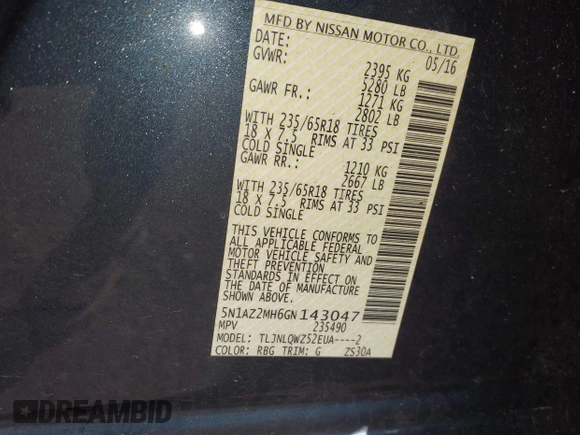 MFD BY NISSAN MOTOR CO., LTD.
DATE: 05/16
GVWR: 2395 KG
5280 LB
GAWR FR.: 1271 KG
2802 LB
WITH 235/65R18 TIRES
18 X 7.5 RIMS AT 33 PSI
COLD SINGLE
GAWR RR.: 1210 KG
2667 LB
WITH 235/65R18 TIRES
18 X 7.5 RIMS AT 33 PSI
COLD SINGLE
THIS VEHICLE CONFORMS TO
ALL APPLICABLE FEDERAL
MOTOR VEHICLE SAFETY AND
THEFT PREVENTION
STANDARDS IN EFFECT ON
THE DATE OF MANUFACTURE
SHOWN ABOVE.
5N1AZ2MH6GN143047
MPV 235490
MODEL: TLJNLQWZ52EUA----2
COLOR: RBG TRIM: G ZS30A
DREAMBID